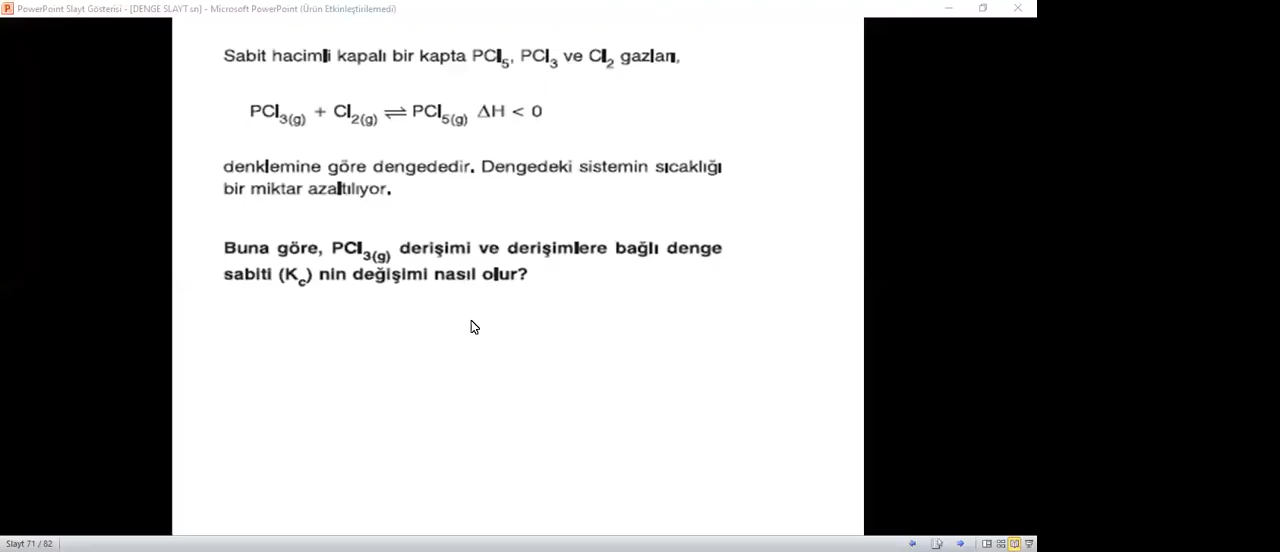 PowerPoint Slayt Gösterisi - [DENGE SLAYT sn] - Microsoft PowerPoint (Ürün Etkinleştirilemedi)
Sabit hacimli kapalı bir kapta PCl₅, PCl₃ ve Cl₂ gazları,
PCl₃(g) + Cl₂(g) ⇌ PCl₅(g) ΔH < 0
denklemine göre dengededir. Dengedeki sistemin sıcaklığı
bir miktar azaltılıyor.
Buna göre, PCl₃(g) derişimi ve derişimlere bağlı denge
sabiti (K_c) nin değişimi nasıl olur?
Slayt 71 / 82